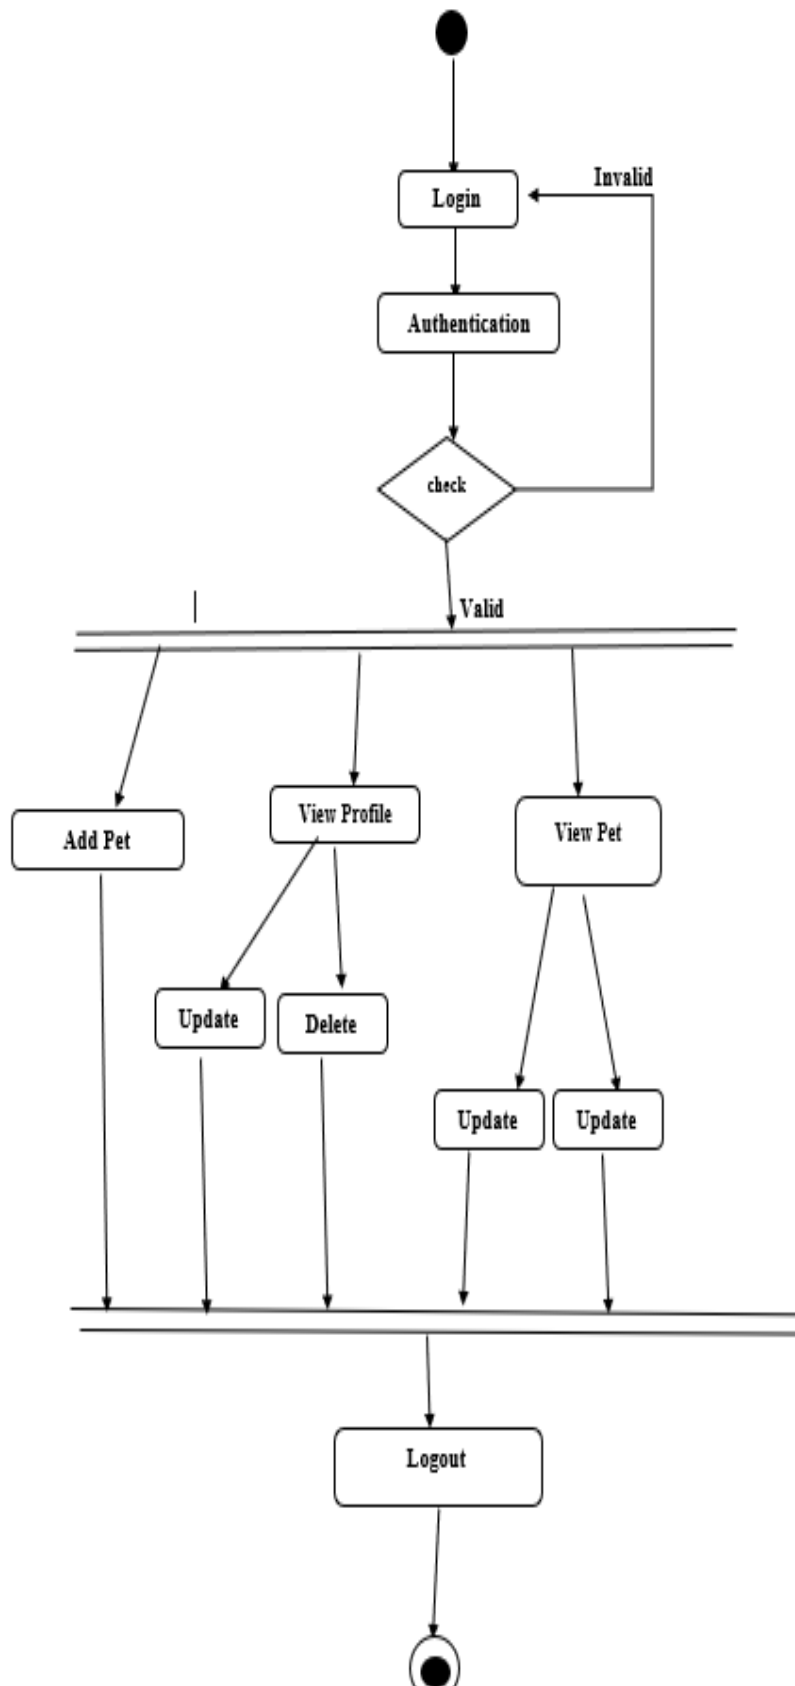 Login
Invalid
Authentication
check
Valid
Add Pet
View Profile
View Pet
Update
Delete
Update
Update
Logout